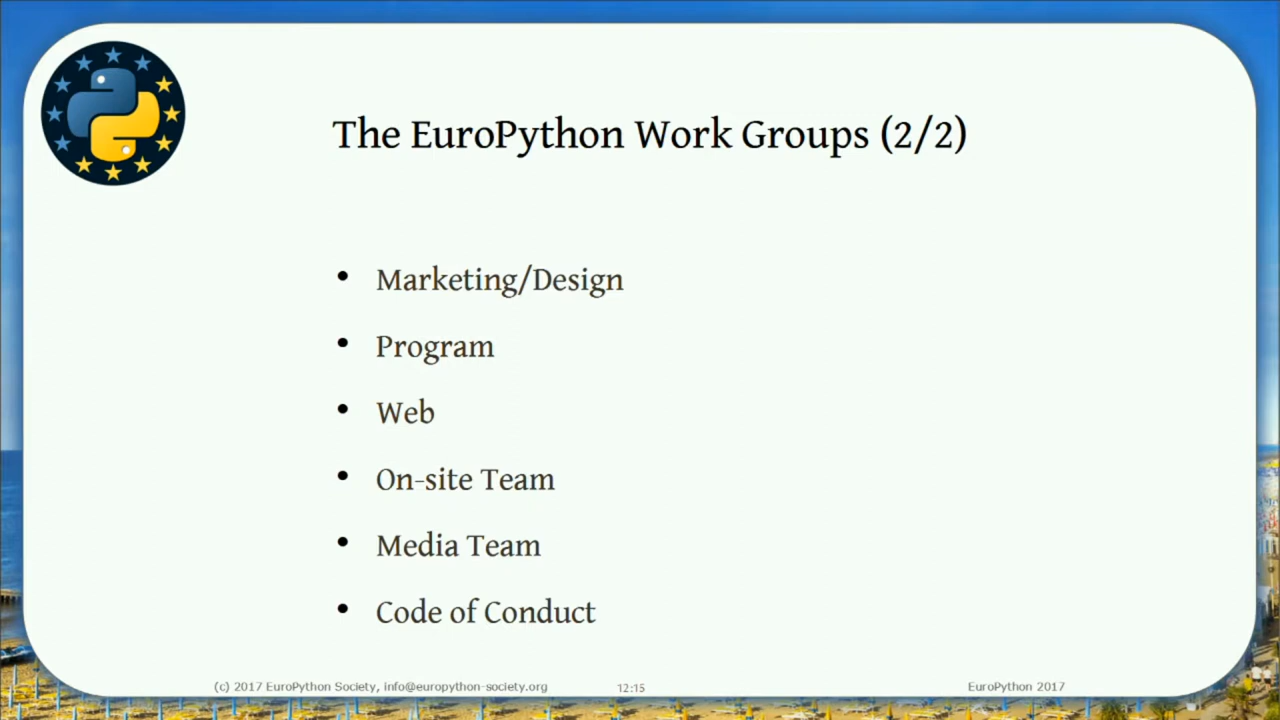 The EuroPython Work Groups (2/2)
• Marketing/Design
• Program
• Web
• On-site Team
• Media Team
• Code of Conduct
(c) 2017 EuroPython Society, info@europython-society.org 12:15 EuroPython 2017